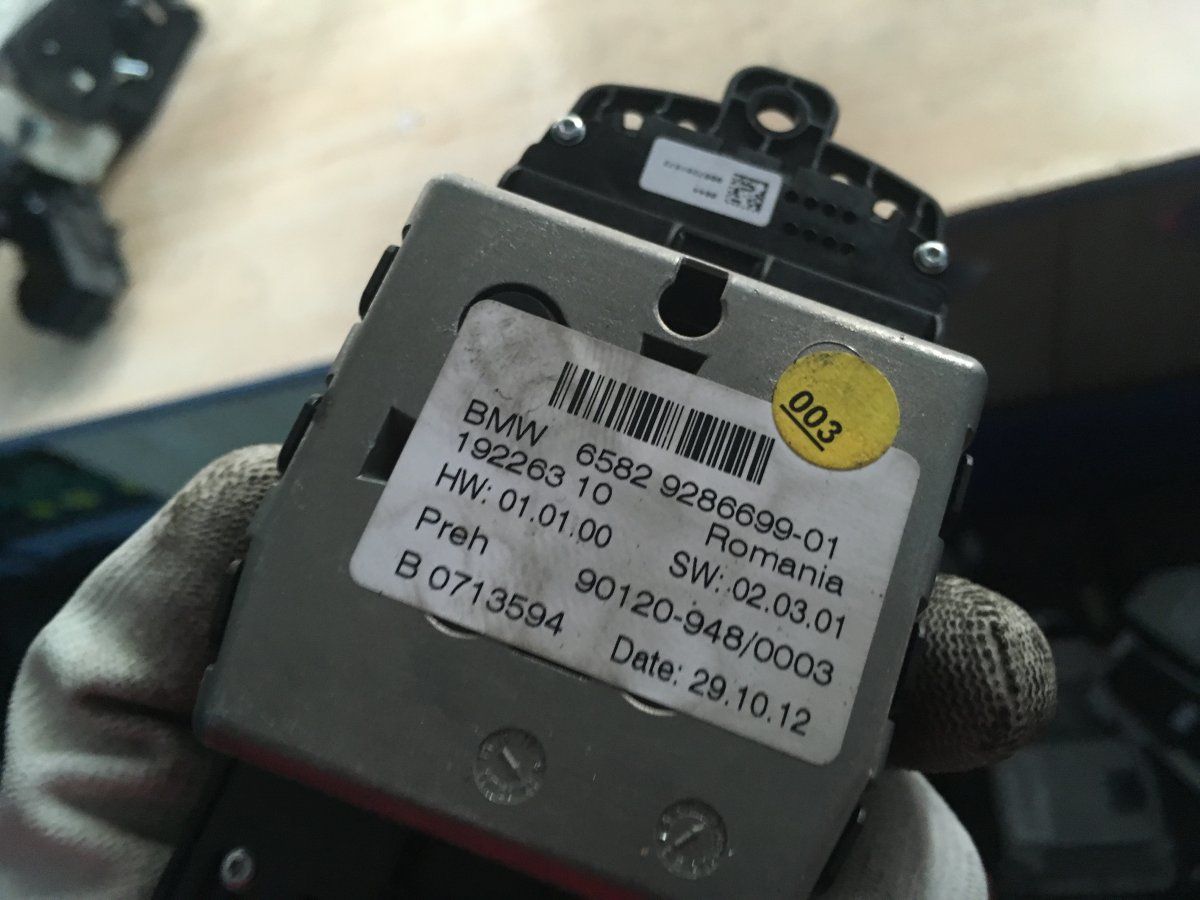 003
BMW 6582 9286699-01
192263 10 Romania
HW: 01.01.00 SW: 02.03.01
Preh 90120-948/0003
B 0713594 Date: 29.10.12